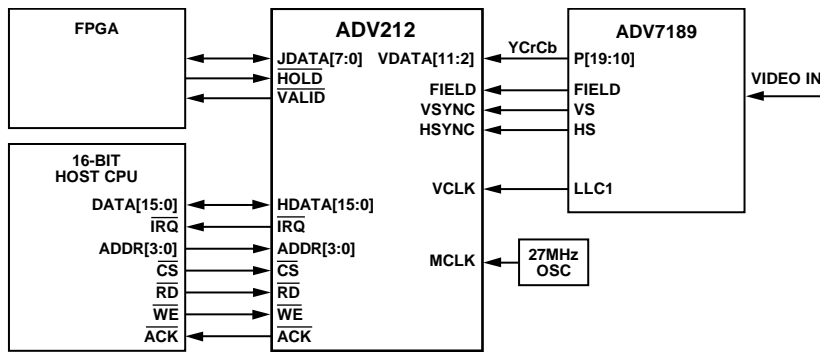 FPGA
ADV212
ADV7189
JDATA[7:0]
HOLD
VALID
VDATA[11:2]
YCrCb
P[19:10]
FIELD
FIELD
VSYNC
VS
HSYNC
HS
VIDEO IN
16-BIT
HOST CPU
DATA[15:0]
HDATA[15:0]
VCLK
LLC1
IRQ
IRQ
ADDR[3:0]
ADDR[3:0]
MCLK
27MHz
OSC
CS
CS
RD
RD
WE
WE
ACK
ACK